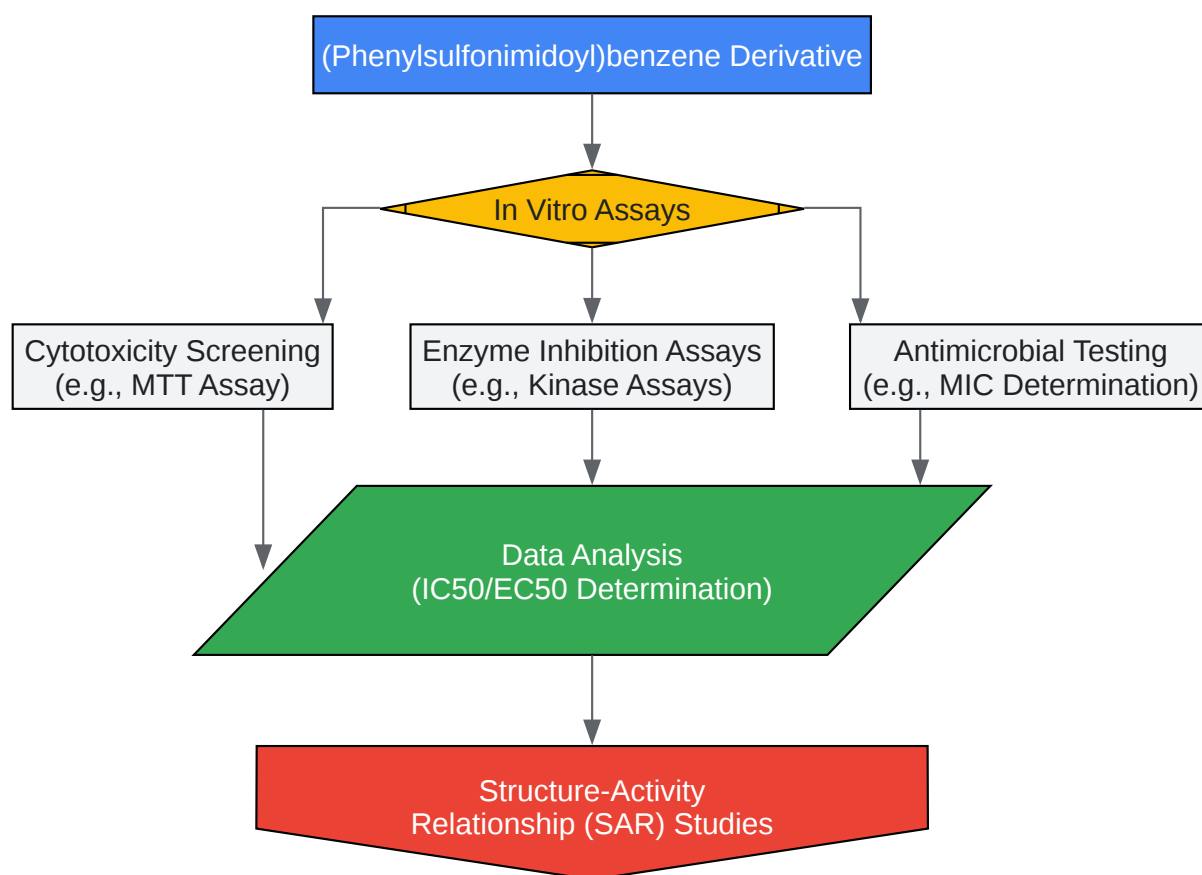 (Phenylsulfonimidoyl)benzene Derivative
In Vitro Assays
Cytotoxicity Screening
(e.g., MTT Assay)
Enzyme Inhibition Assays
(e.g., Kinase Assays)
Antimicrobial Testing
(e.g., MIC Determination)
Data Analysis
(IC50/EC50 Determination)
Structure-Activity
Relationship (SAR) Studies